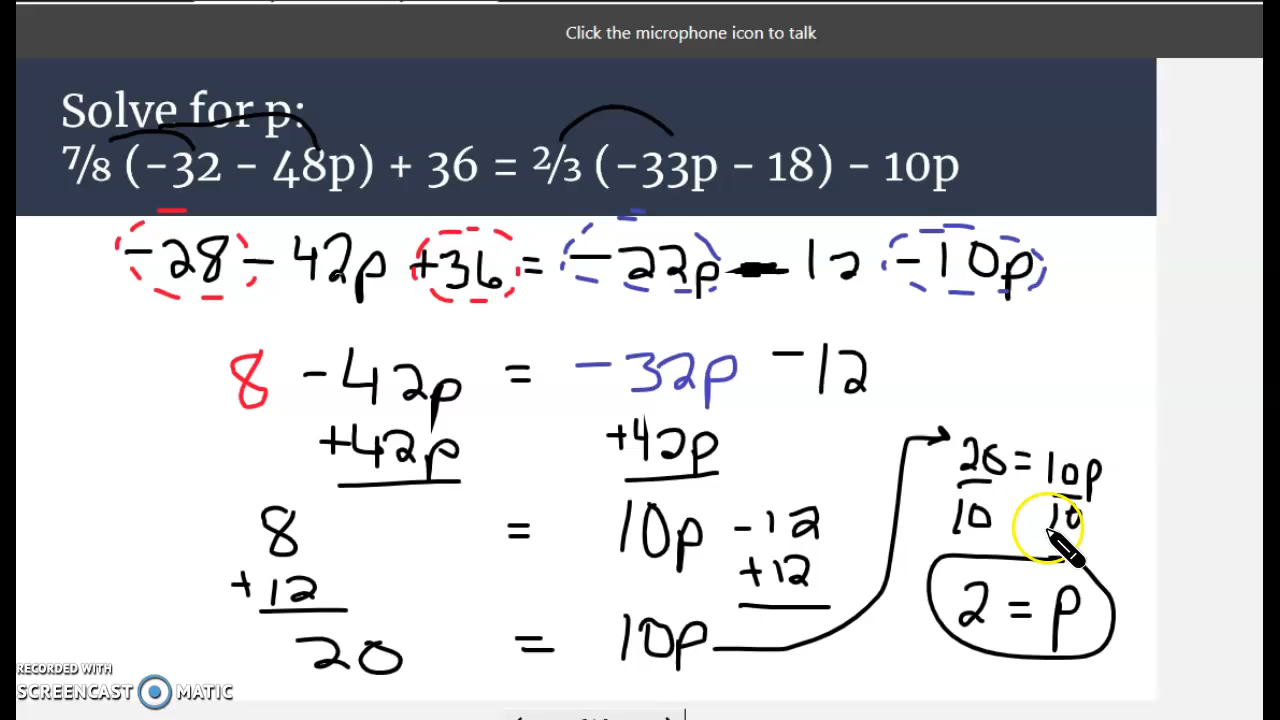 Click the microphone icon to talk
Solve for p:
⅞ (-32 - 48p) + 36 = ⅔ (-33p - 18) - 10p
-28 - 42p +36 = -22p - 12 -10p
8 -42p = -32p -12
+42p +42p
8 = 10p -12
+12 +12
20 = 10p
20 = 10p
10 10
2 = p
RECORDED WITH
SCREENCAST MATIC